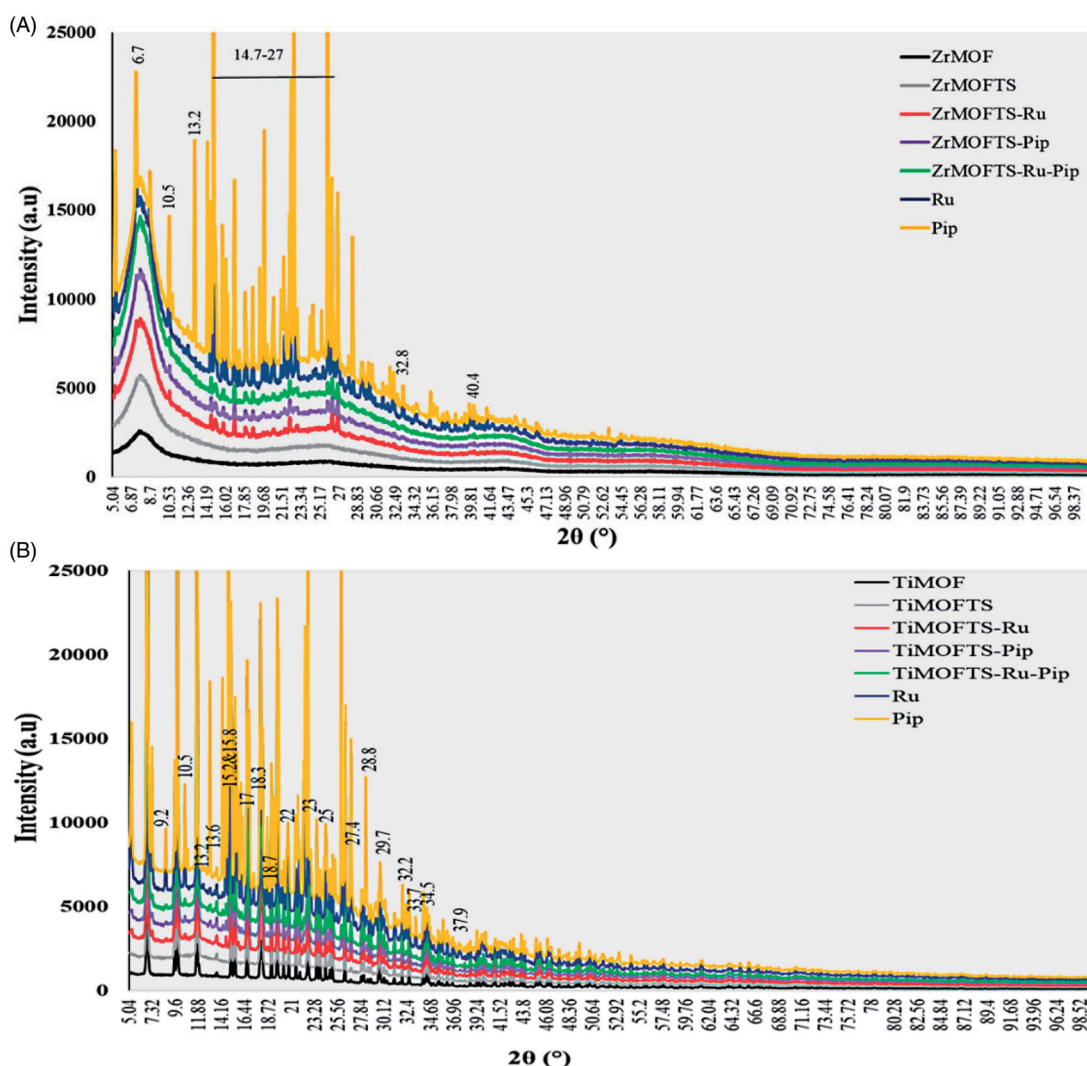 (A)
25000
20000
15000
10000
5000
0
Intensity (a.u)
6.7
14.7-27
13.2
10.5
32.8
40.4
ZrMOF
ZrMOFTS
ZrMOFTS-Ru
ZrMOFTS-Pip
ZrMOFTS-Ru-Pip
Ru
Pip
5.04 6.87 8.7 10.53 12.36 14.19 16.02 17.85 19.68 21.51 23.34 25.17 27 28.83 30.66 32.49 34.32 36.15 37.98 39.81 41.64 43.47 45.3 47.13 48.96 50.79 52.62 54.45 56.28 58.11 59.94 61.77 63.6 65.43 67.26 69.09 70.92 72.75 74.58 76.41 78.24 80.07 81.9 83.73 85.56 87.39 89.22 91.05 92.88 94.71 96.54 98.37
2θ (°)
(B)
25000
20000
15000
10000
5000
0
Intensity (a.u)
9.2
10.5
13.2
13.6
15.2&15.8
17
18.3
18.7
22
23
25
27.4
28.8
29.7
32.2
33.7
34.5
37.9
TiMOF
TiMOFTS
TiMOFTS-Ru
TiMOFTS-Pip
TiMOFTS-Ru-Pip
Ru
Pip
5.04 7.32 9.6 11.88 14.16 16.44 18.72 21 23.28 25.56 27.84 30.12 32.4 34.68 36.96 39.24 41.52 43.8 46.08 48.36 50.64 52.92 55.2 57.48 59.76 62.04 64.32 66.6 68.88 71.16 73.44 75.72 78 80.28 82.56 84.84 87.12 89.4 91.68 93.96 96.24 98.52
2θ (°)